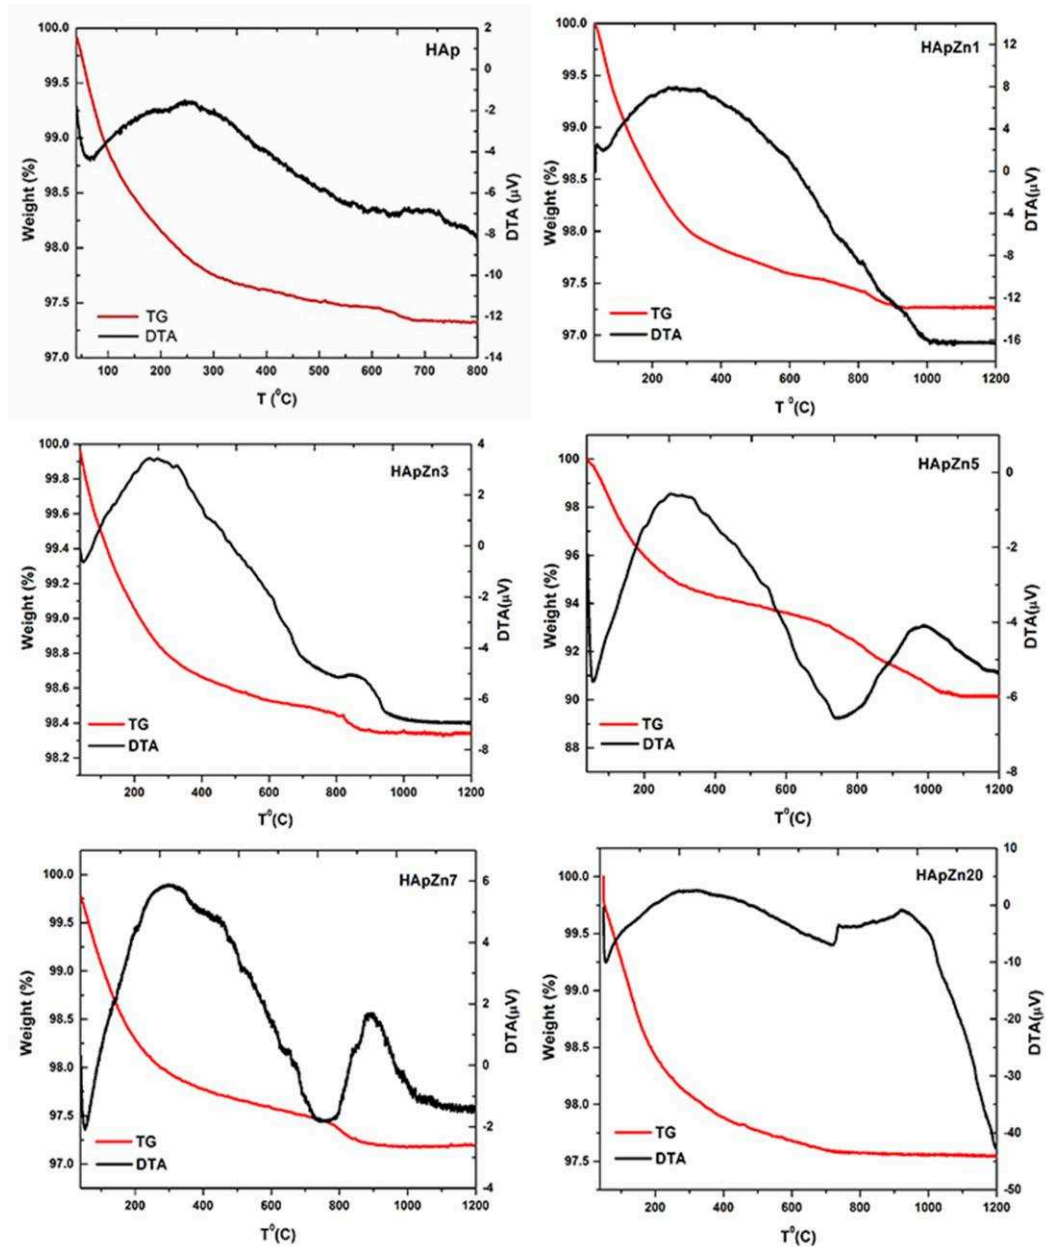 HAp
100.0
99.5
99.0
98.5
98.0
97.5
97.0
Weight (%)
2
0
-2
-4
-6
-8
-10
-12
-14
DTA (μV)
TG
DTA
100 200 300 400 500 600 700 800
T (⁰C)
HApZn1
100.0
99.5
99.0
98.5
98.0
97.5
97.0
Weight (%)
12
8
4
0
-4
-8
-12
-16
DTA (μV)
TG
DTA
200 400 600 800 1000 1200
T ⁰(C)
HApZn3
100.0
99.8
99.6
99.4
99.2
99.0
98.8
98.6
98.4
98.2
Weight (%)
4
2
0
-2
-4
-6
-8
DTA(μV)
TG
DTA
200 400 600 800 1000 1200
T⁰(C)
HApZn5
100
98
96
94
92
90
88
Weight (%)
0
-2
-4
-6
-8
DTA(μV)
TG
DTA
200 400 600 800 1000 1200
T⁰(C)
HApZn7
100.0
99.5
99.0
98.5
98.0
97.5
97.0
Weight (%)
6
4
2
0
-2
-4
DTA(μV)
TG
DTA
200 400 600 800 1000 1200
T⁰(C)
HApZn20
100.0
99.5
99.0
98.5
98.0
97.5
Weight (%)
10
0
-10
-20
-30
-40
-50
DTA(μV)
TG
DTA
200 400 600 800 1000 1200
T⁰(C)